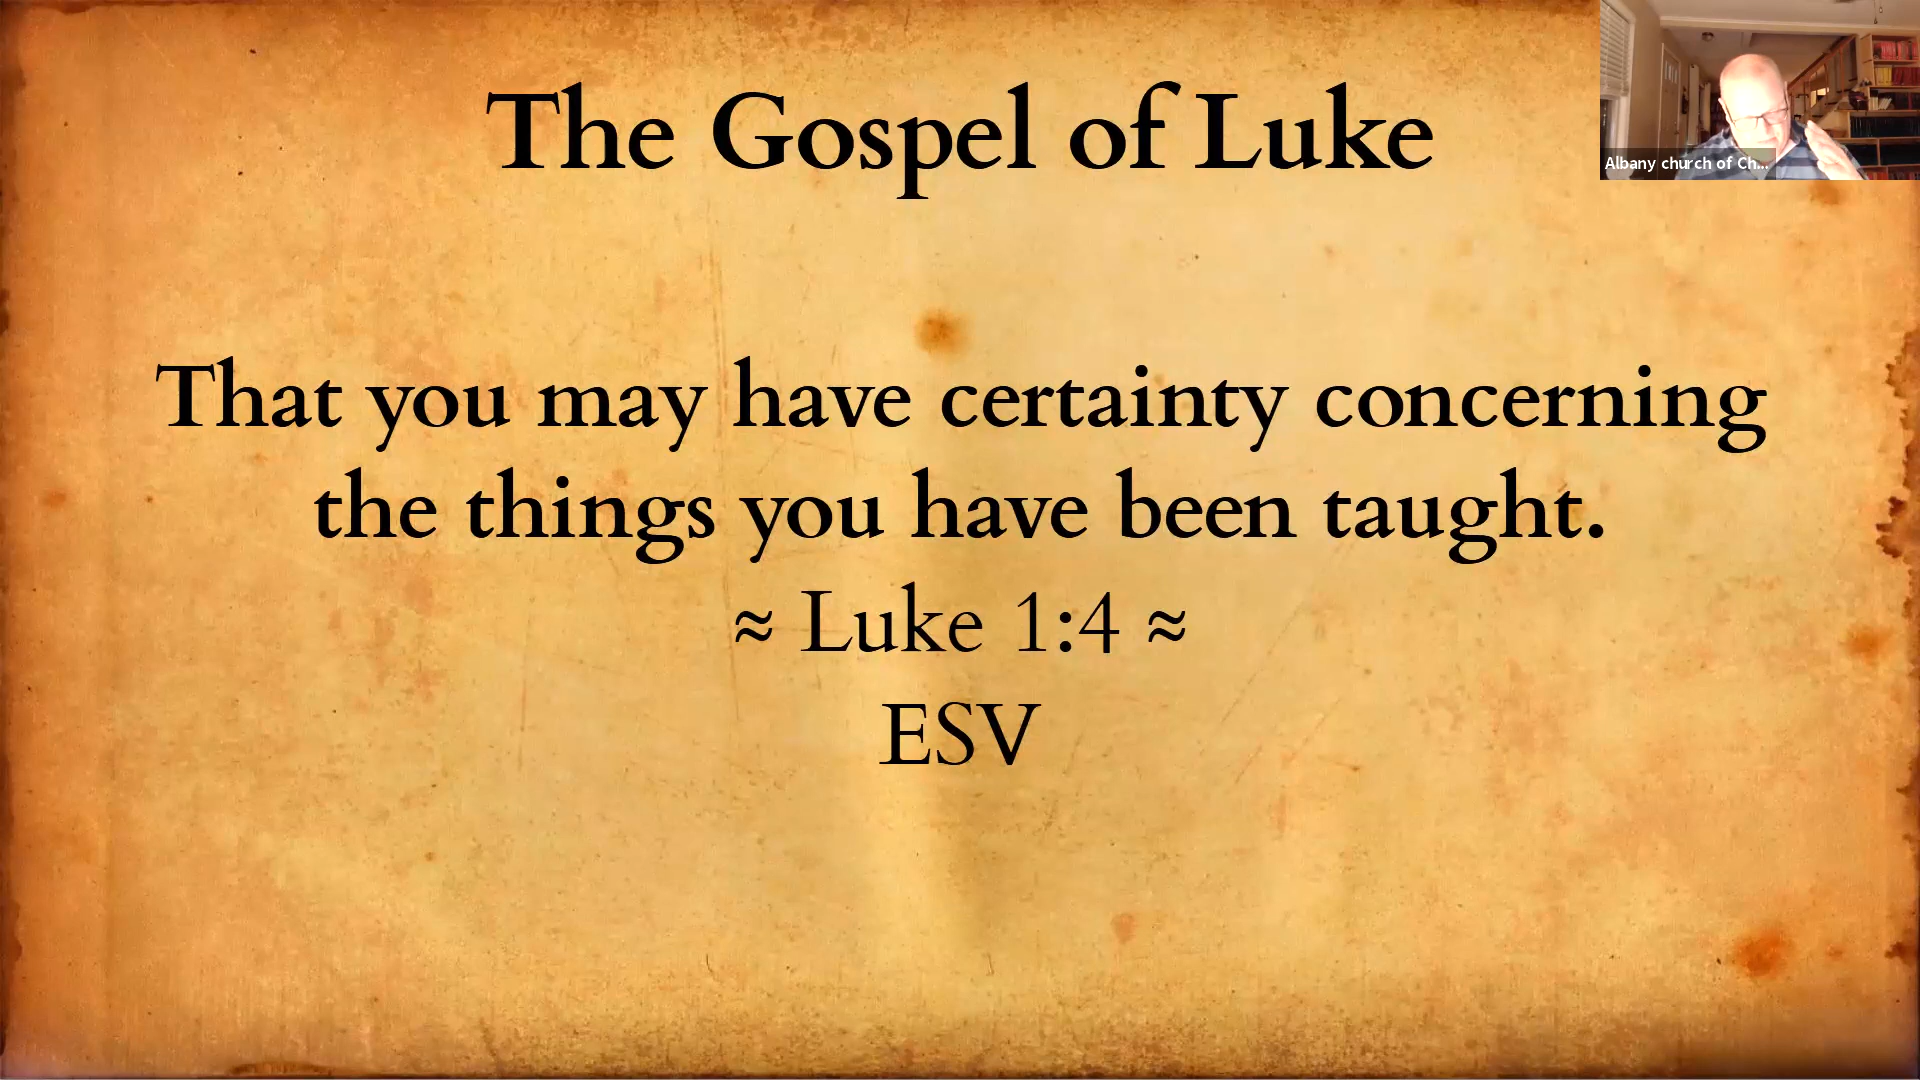 The Gospel of Luke
Albany church of Ch...
That you may have certainty concerning
the things you have been taught.
≈ Luke 1:4 ≈
ESV